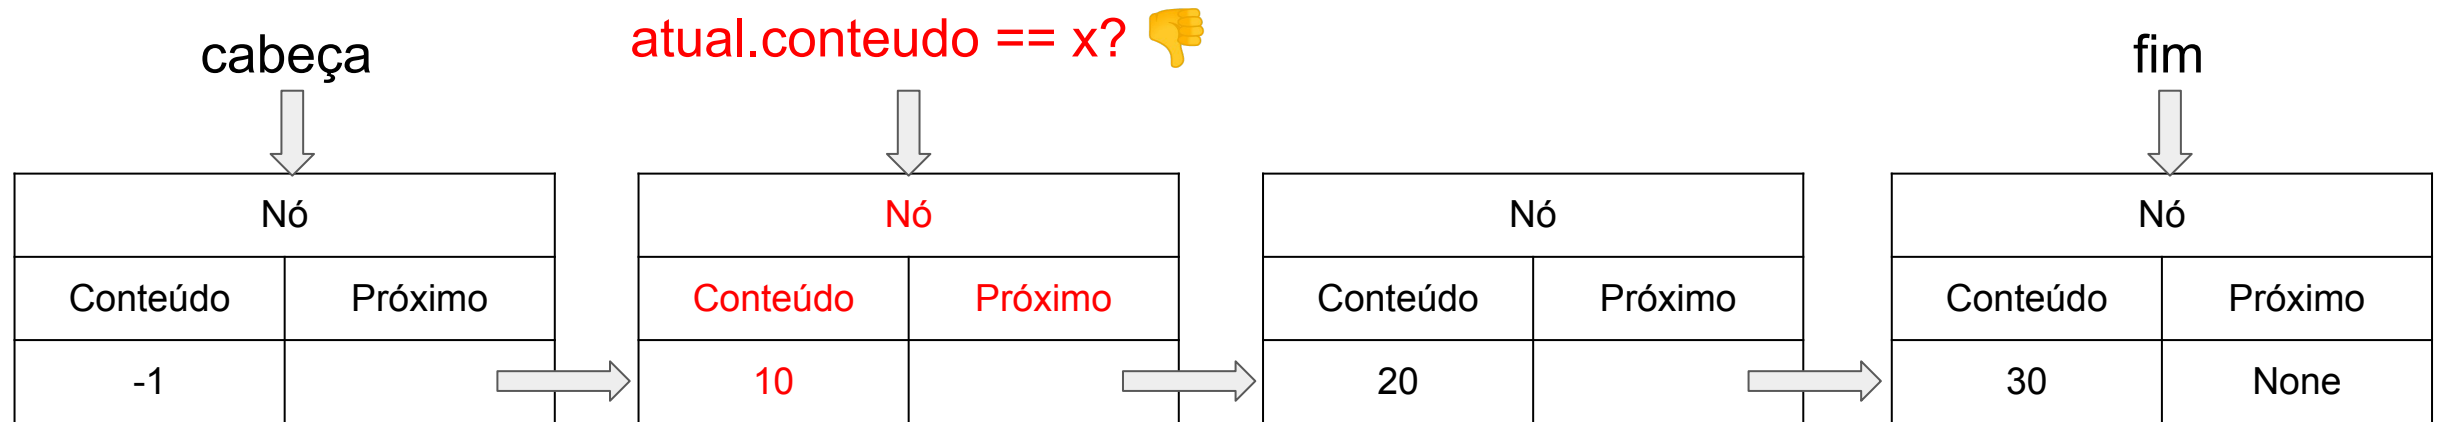 cabeça
atual.conteudo == x? 👎
fim
Nó
Nó
Nó
Nó
Conteúdo Próximo
Conteúdo Próximo
Conteúdo Próximo
Conteúdo Próximo
-1
10
20
30 None